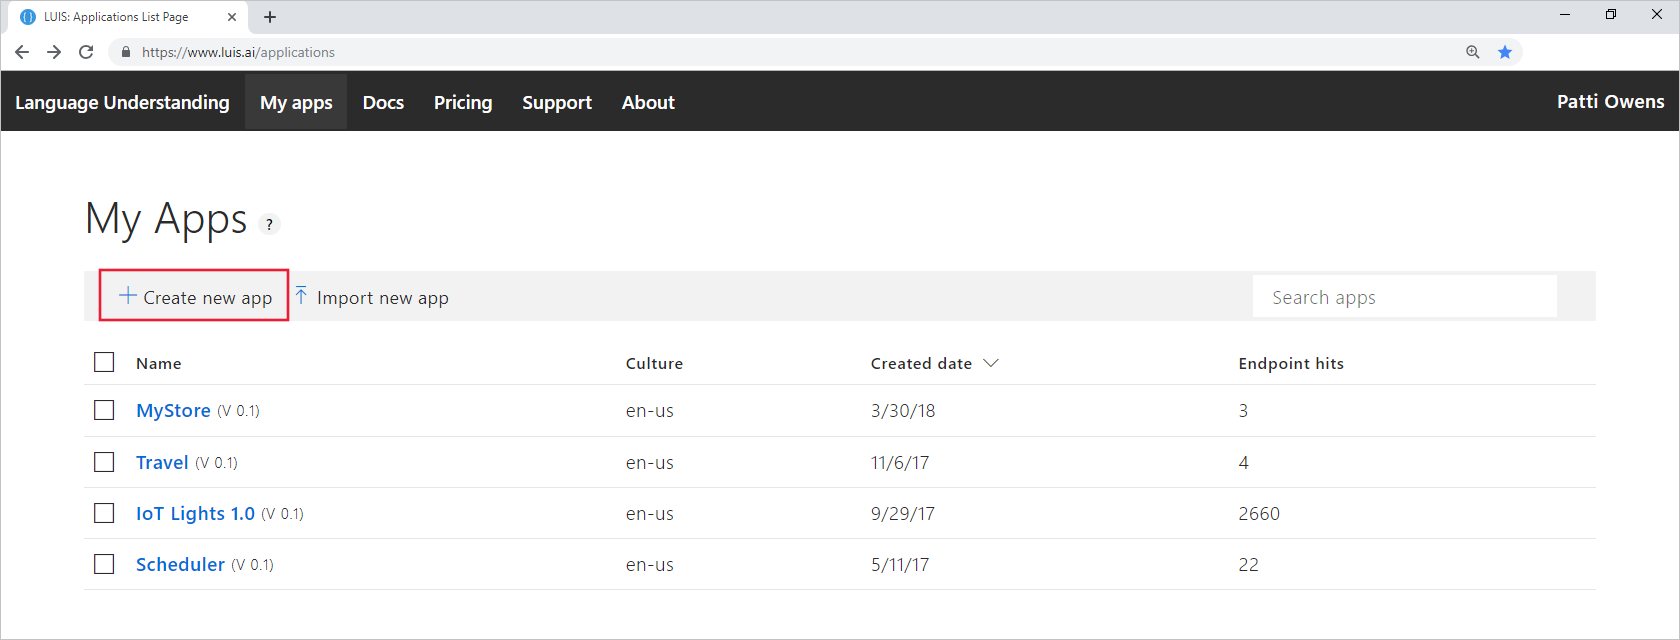 LUIS: Applications List Page
https://www.luis.ai/applications
Language Understanding My apps Docs Pricing Support About Patti Owens
My Apps ?
Create new app Import new app Search apps
Name Culture Created date Endpoint hits
MyStore (V 0.1) en-us 3/30/18 3
Travel (V 0.1) en-us 11/6/17 4
IoT Lights 1.0 (V 0.1) en-us 9/29/17 2660
Scheduler (V 0.1) en-us 5/11/17 22